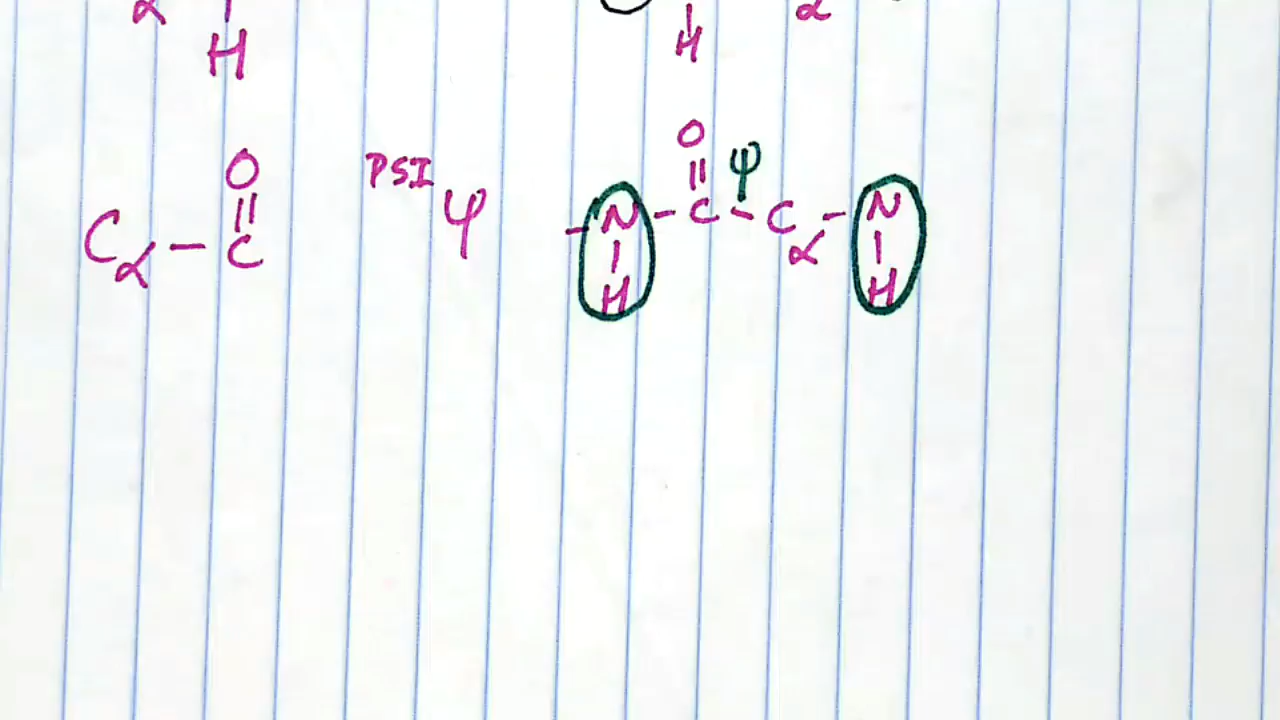 α H H α
O O ψ
Cα – C PSI ψ – N – C – Cα – N
H H